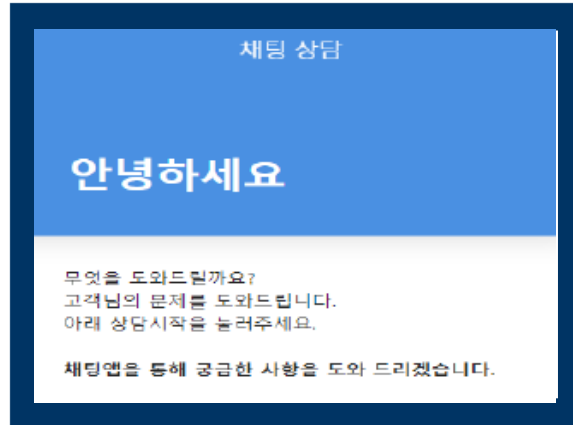 채팅 상담
안녕하세요
무엇을 도와드릴까요?
고객님의 문제를 도와드립니다.
아래 상담시작을 눌러주세요.
채팅앱을 통해 궁금한 사항을 도와 드리겠습니다.